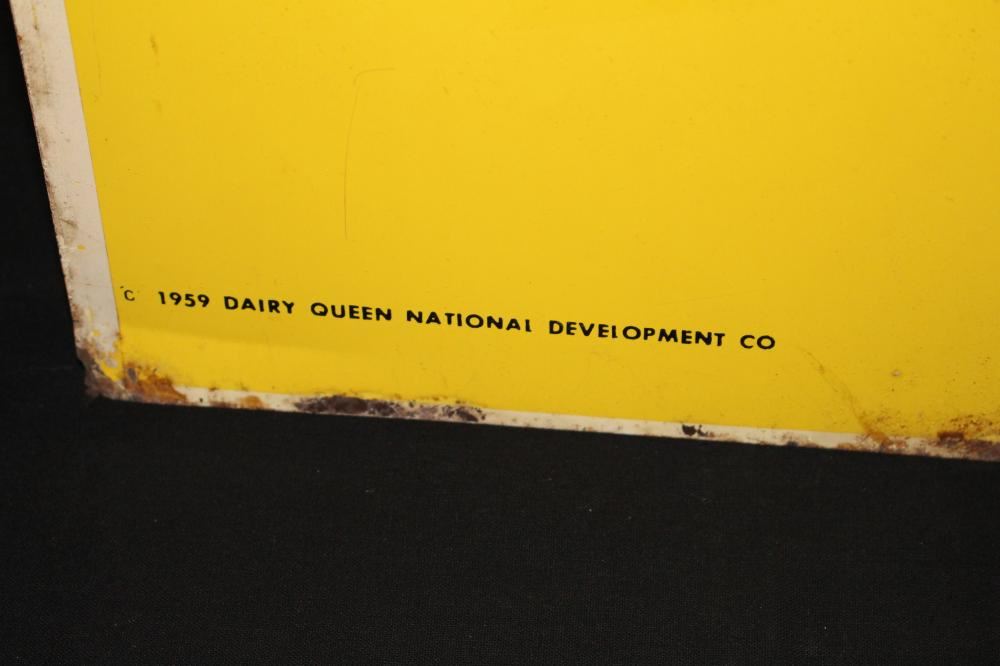 C 1959 DAIRY QUEEN NATIONAL DEVELOPMENT CO